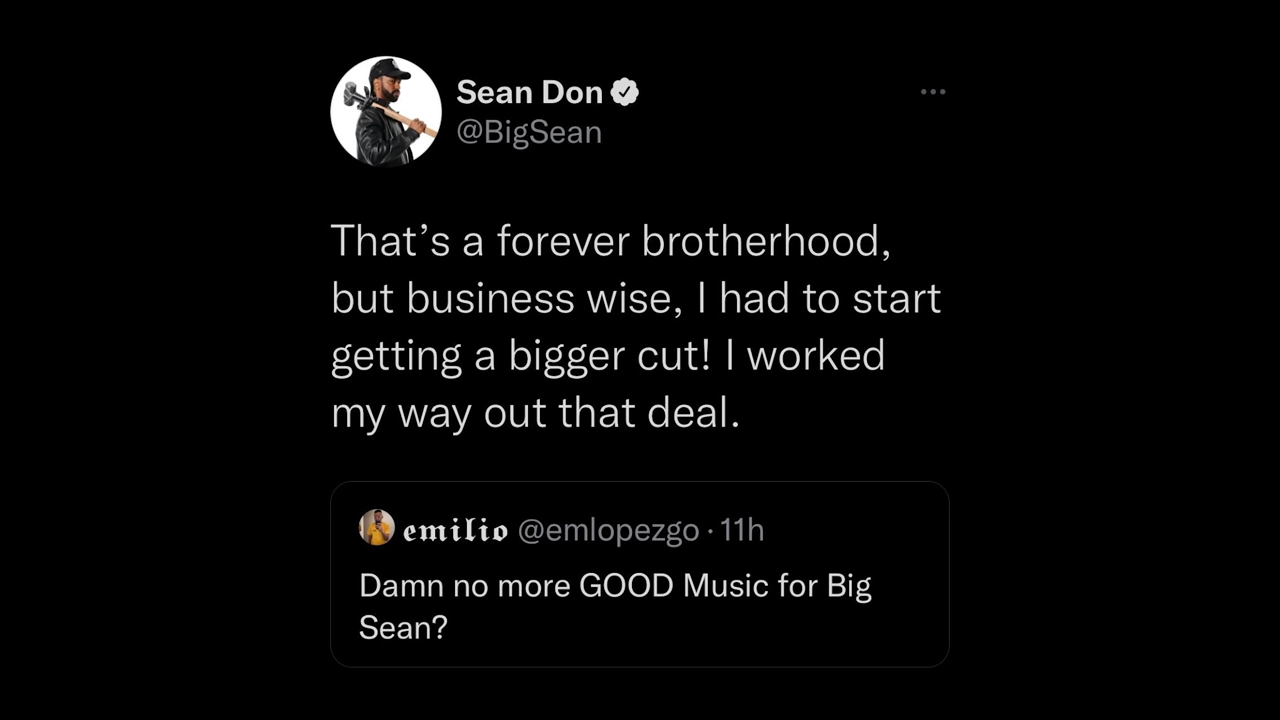 Sean Don
@BigSean
That’s a forever brotherhood,
but business wise, I had to start
getting a bigger cut! I worked
my way out that deal.
𝖊𝖒𝖎𝖑𝖎𝖔 @emlopezgo · 11h
Damn no more GOOD Music for Big
Sean?